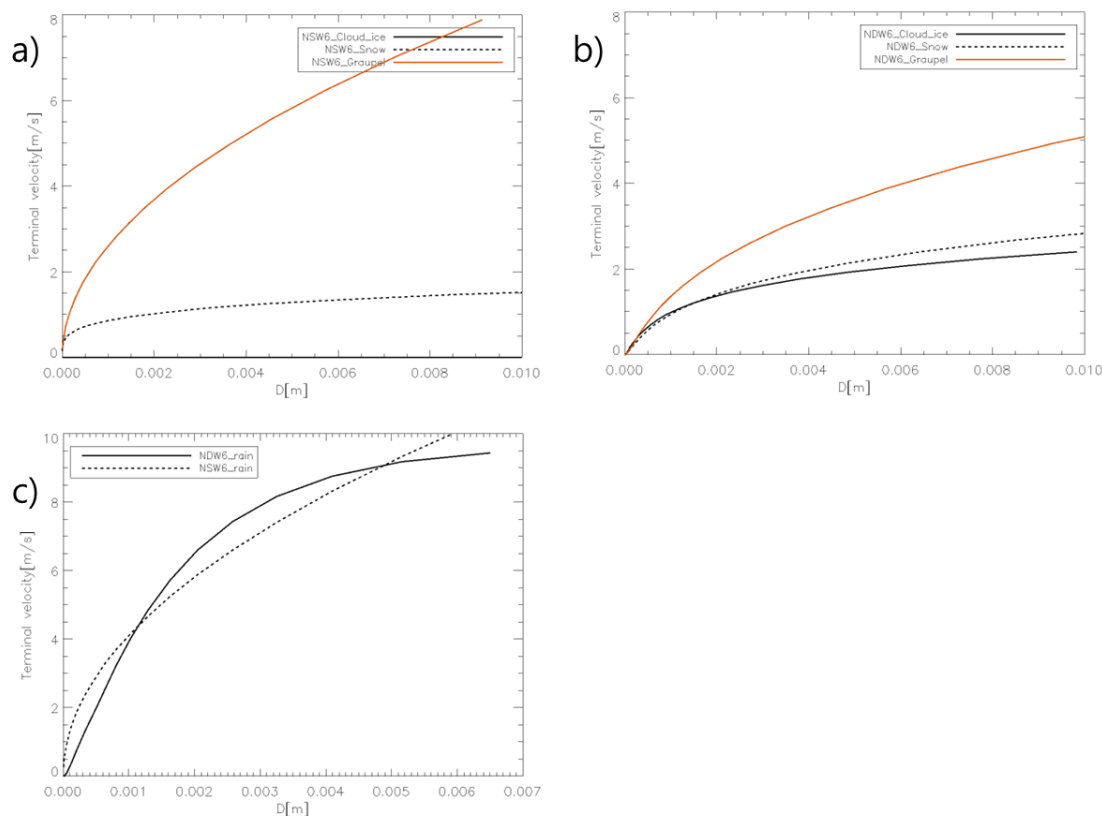 a)
NSW6_Cloud_ice
NSW6_Snow
NSW6_Graupel
Terminal velocity[m/s]
8
6
4
2
0
0.000 0.002 0.004 0.006 0.008 0.010
D[m]
b)
NDW6_Cloud_ice
NDW6_Snow
NDW6_Graupel
Terminal velocity[m/s]
8
6
4
2
0
0.000 0.002 0.004 0.006 0.008 0.010
D[m]
c)
NDW6_rain
NSW6_rain
Terminal velocity[m/s]
10
8
6
4
2
0
0.000 0.001 0.002 0.003 0.004 0.005 0.006 0.007
D[m]